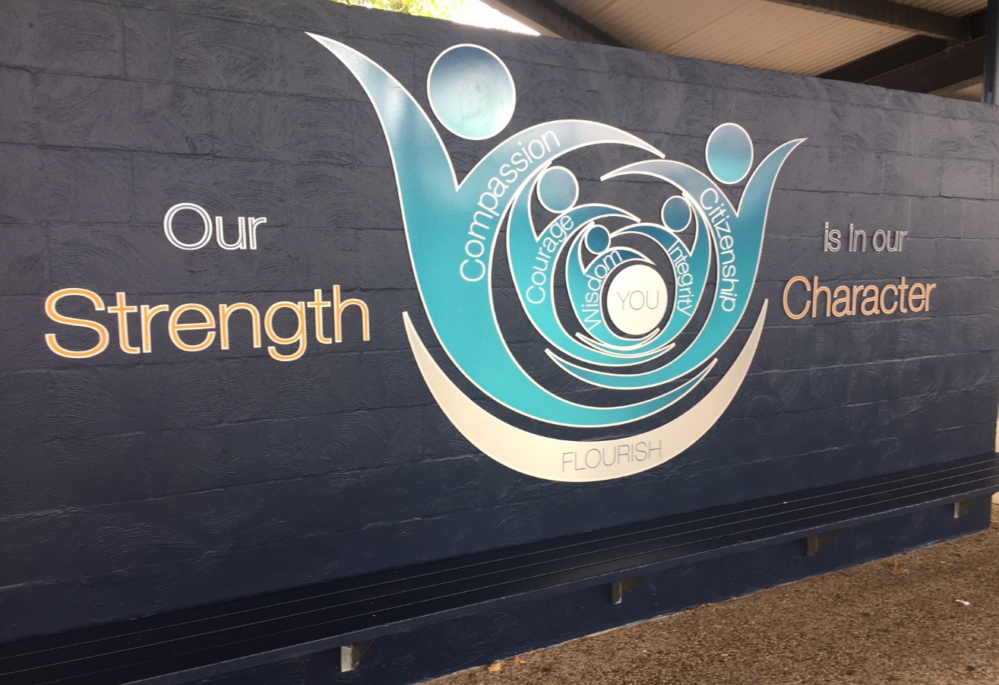 Our
Strength
Compassion
Courage
Wisdom
YOU
Integrity
Citizenship
FLOURISH
is in our
Character